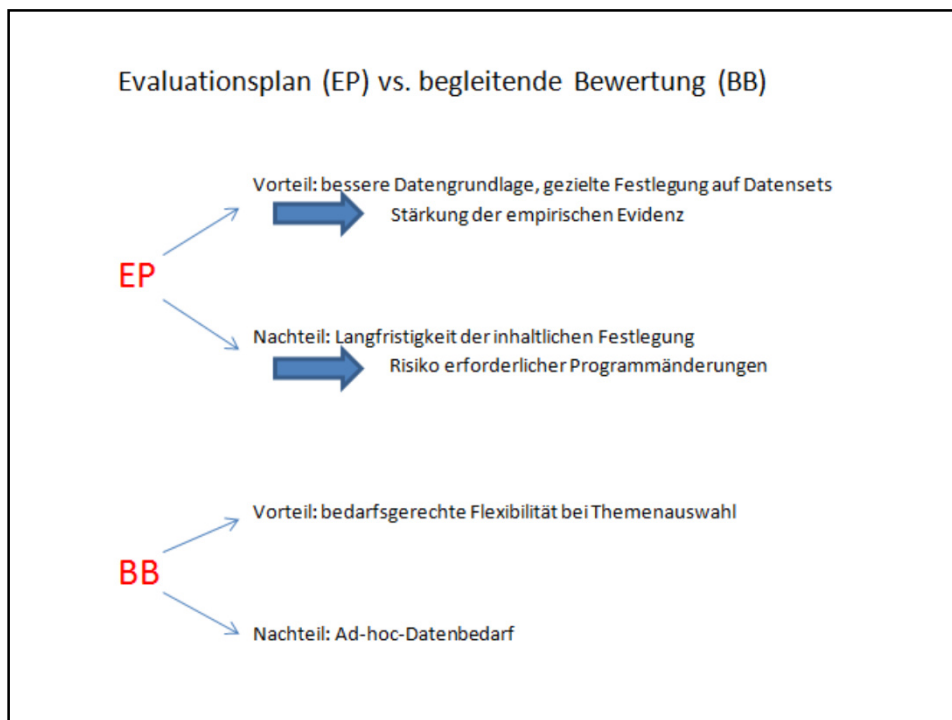 Evaluationsplan (EP) vs. begleitende Bewertung (BB)
Vorteil: bessere Datengrundlage, gezielte Festlegung auf Datensets
Stärkung der empirischen Evidenz
EP
Nachteil: Langfristigkeit der inhaltlichen Festlegung
Risiko erforderlicher Programmänderungen
Vorteil: bedarfsgerechte Flexibilität bei Themenauswahl
BB
Nachteil: Ad-hoc-Datenbedarf